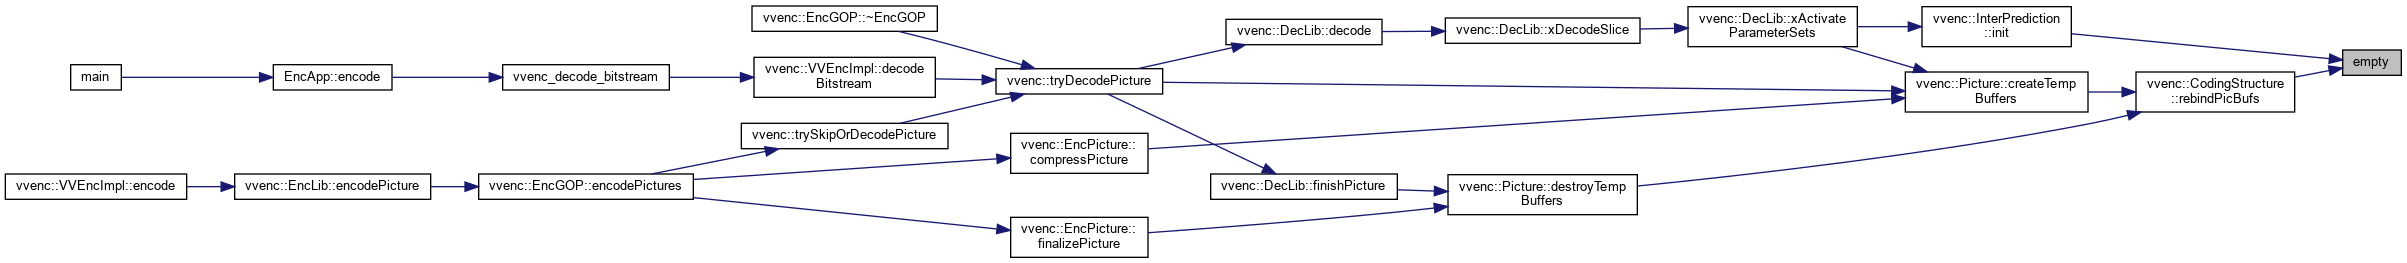 main
EncApp::encode
vvenc_decode_bitstream
vvenc::EncGOP::~EncGOP
vvenc::VVEncImpl::decode
Bitstream
vvenc::trySkipOrDecodePicture
vvenc::tryDecodePicture
vvenc::DecLib::decode
vvenc::DecLib::xDecodeSlice
vvenc::DecLib::xActivate
ParameterSets
vvenc::InterPrediction
::init
empty
vvenc::Picture::createTemp
Buffers
vvenc::CodingStructure
::rebindPicBufs
vvenc::EncPicture::
compressPicture
vvenc::VVEncImpl::encode
vvenc::EncLib::encodePicture
vvenc::EncGOP::encodePictures
vvenc::DecLib::finishPicture
vvenc::Picture::destroyTemp
Buffers
vvenc::EncPicture::
finalizePicture